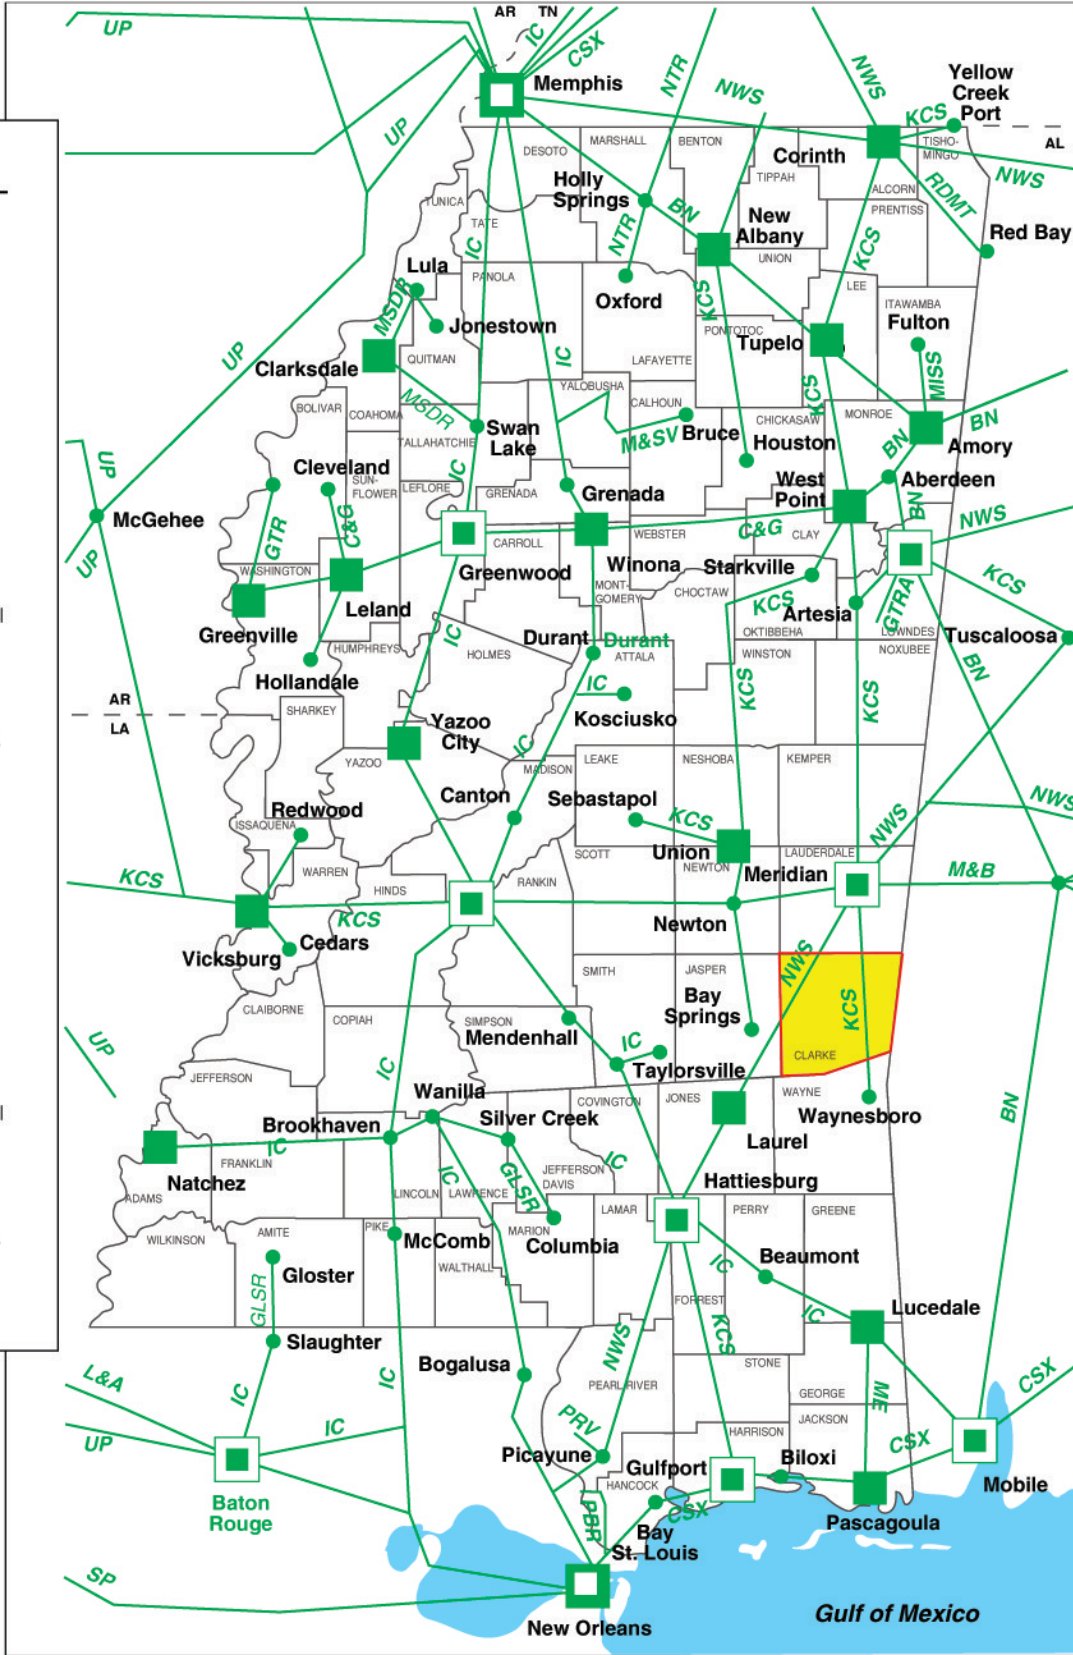 AR TN
UP
IC
CSX
Memphis
NTR
NWS
NWS
Yellow
Creek
Port
KCS
AL
UP
DESOTO
MARSHALL
BENTON
Corinth
TISHO-
MINGO
NWS
TIPPAH
ALCORN
RDMT
Holly
Springs
BN
TUNICA
TATE
PRENTISS
New
Albany
Red Bay
NTR
IC
KCS
UNION
Lula
PANOLA
LEE
MSDR
Oxford
KCS
ITAWAMBA
Fulton
Jonestown
PONTOTOC
Tupelo
UP
Clarksdale
QUITMAN
IC
LAFAYETTE
MISS
YALOBUSHA
KCS
BOLIVAR
COAHOMA
MSDR
CALHOUN
CHICKASAW
MONROE
BN
Swan
Lake
M&SV
Bruce
Houston
BN
Amory
TALLAHATCHIE
UP
Cleveland
IC
West
Point
Aberdeen
SUN-
FLOWER
LEFLORE
GRENADA
Grenada
BN
McGehee
C&G
GTR
C&G
NWS
CARROLL
WEBSTER
CLAY
UP
WASHINGTON
Greenwood
Winona
Starkville
KCS
MONT-
GOMERY
CHOCTAW
KCS
Artesia
GTRA
Leland
Greenville
IC
OKTIBBEHA
LOWNDES
Tuscaloosa
HUMPHREYS
HOLMES
Durant
Durant
ATTALA
WINSTON
NOXUBEE
BN
Hollandale
IC
KCS
KCS
AR
LA
SHARKEY
Kosciusko
Yazoo
City
IC
YAZOO
MADISON
LEAKE
NESHOBA
KEMPER
Canton
Sebastapol
NWS
Redwood
KCS
NWS
ISSAQUENA
SCOTT
Union
LAUDERDALE
NEWTON
Meridian
M&B
WARREN
HINDS
RANKIN
KCS
KCS
Newton
Cedars
Vicksburg
NWS
SMITH
JASPER
Bay
Springs
KCS
CLAIBORNE
COPIAH
SIMPSON
Mendenhall
UP
IC
CLARKE
Taylorsville
JEFFERSON
IC
Wanilla
COVINGTON
JONES
WAYNE
Waynesboro
BN
Silver Creek
Brookhaven
Laurel
IC
FRANKLIN
IC
IC
Natchez
GLSR
JEFFERSON
DAVIS
Hattiesburg
ADAMS
LINCOLN
LAWRENCE
LAMAR
PERRY
GREENE
WILKINSON
AMITE
PIKE
McComb
MARION
Columbia
Beaumont
Gloster
WALTHALL
IC
GLSR
FORREST
IC
Lucedale
Slaughter
NWS
KCS
Bogalusa
STONE
L&A
IC
IC
PEARL RIVER
GEORGE
ME
CSX
JACKSON
PRV
HARRISON
IC
UP
CSX
Picayune
Gulfport
Biloxi
HANCOCK
Mobile
Baton
Rouge
PBR
CSX
Pascagoula
Bay
St. Louis
SP
New Orleans
Gulf of Mexico